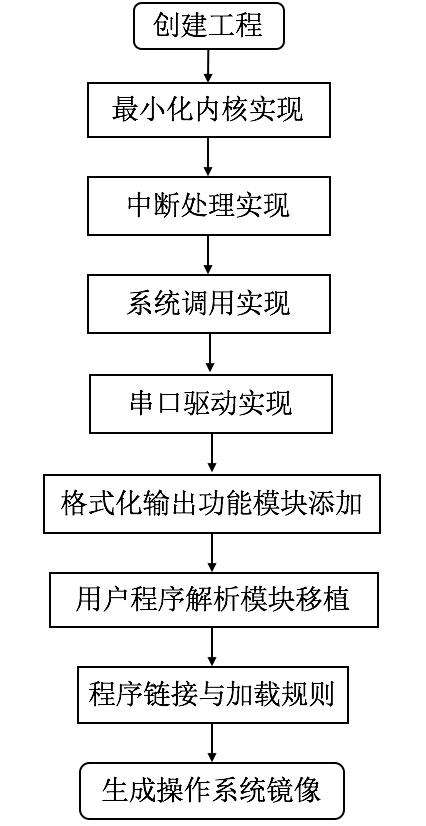 创建工程
最小化内核实现
中断处理实现
系统调用实现
串口驱动实现
格式化输出功能模块添加
用户程序解析模块移植
程序链接与加载规则
生成操作系统镜像